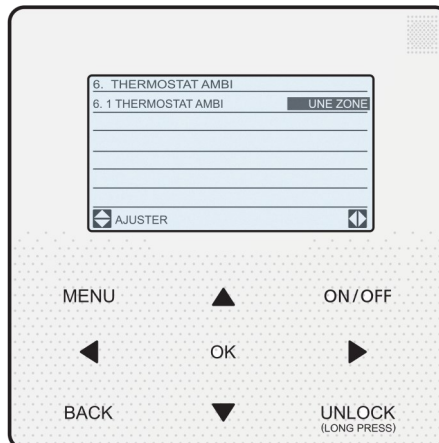 6. THERMOSTAT AMBI
6. 1 THERMOSTAT AMBI UNE ZONE
AJUSTER
MENU
ON/OFF
OK
BACK
UNLOCK
(LONG PRESS)